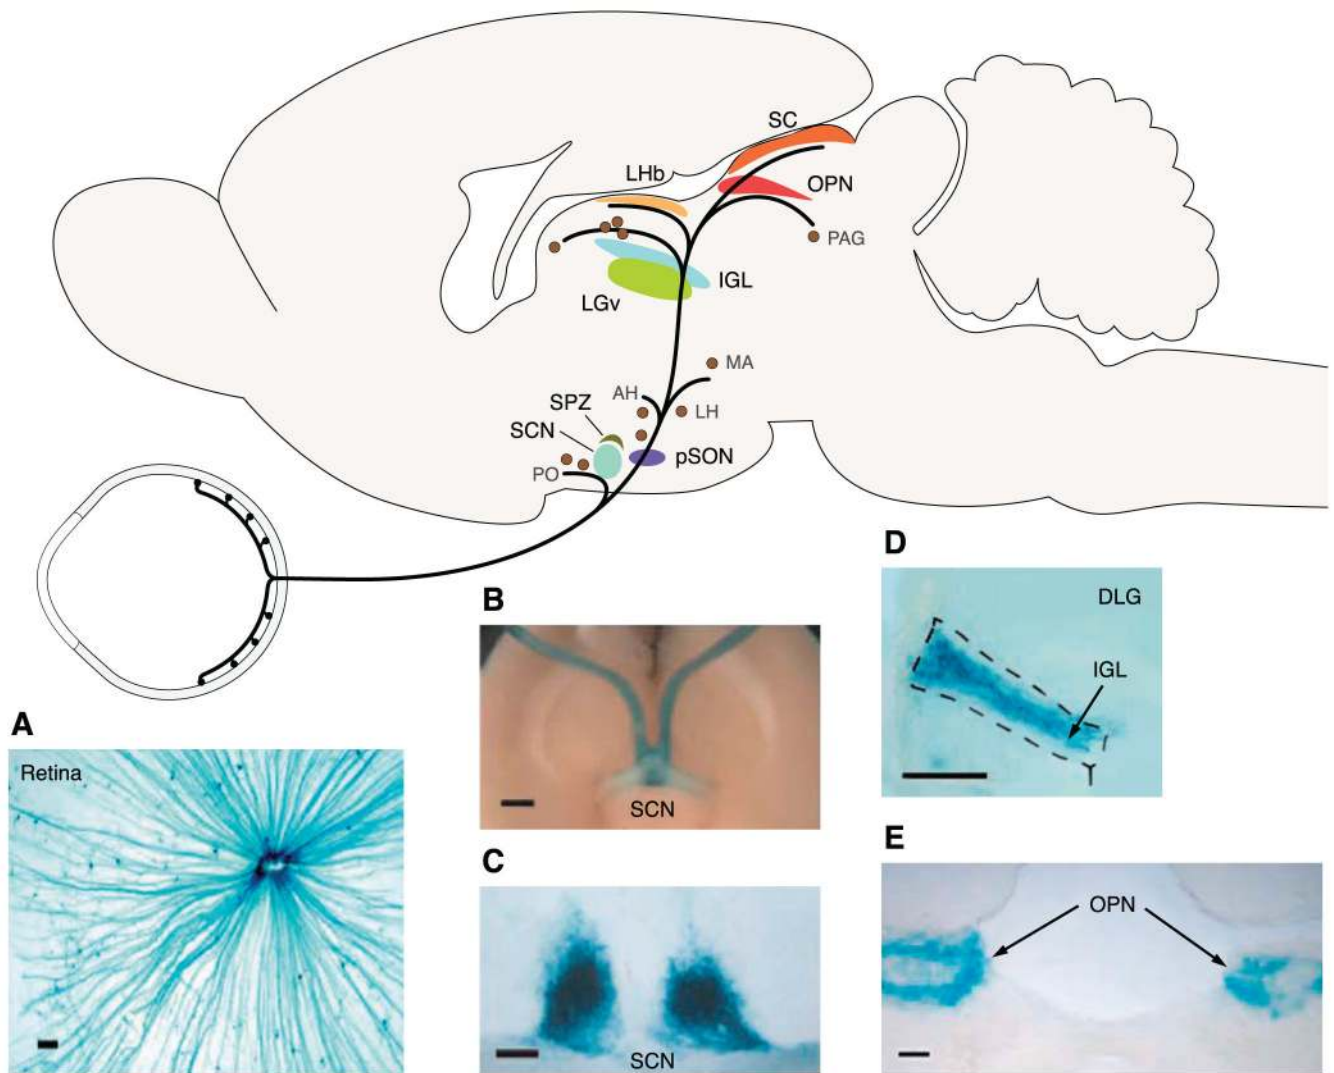 SC
LHb
OPN
PAG
IGL
LGv
MA
AH
LH
SPZ
SCN
pSON
PO
A
Retina
B
SCN
C
SCN
D
DLG
IGL
E
OPN